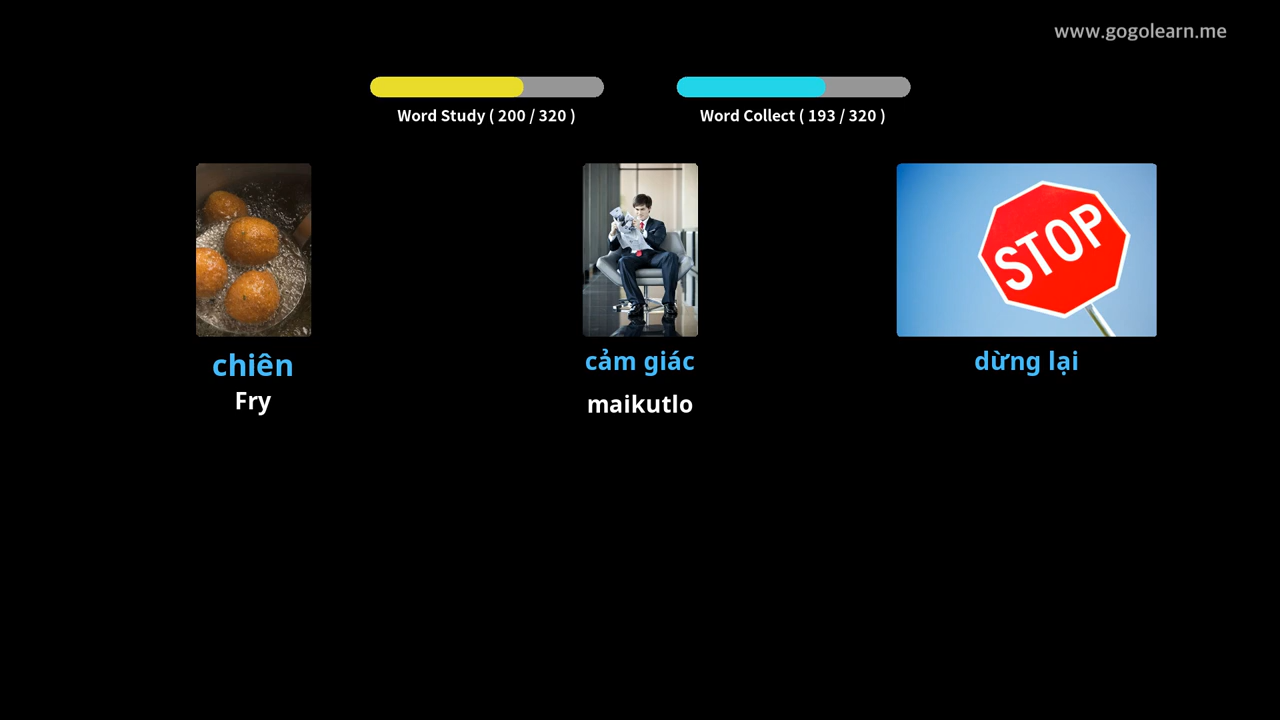 www.gogolearn.me
Word Study ( 200 / 320 )
Word Collect ( 193 / 320 )
STOP
chiên
Fry
cảm giác
maikutlo
dừng lại